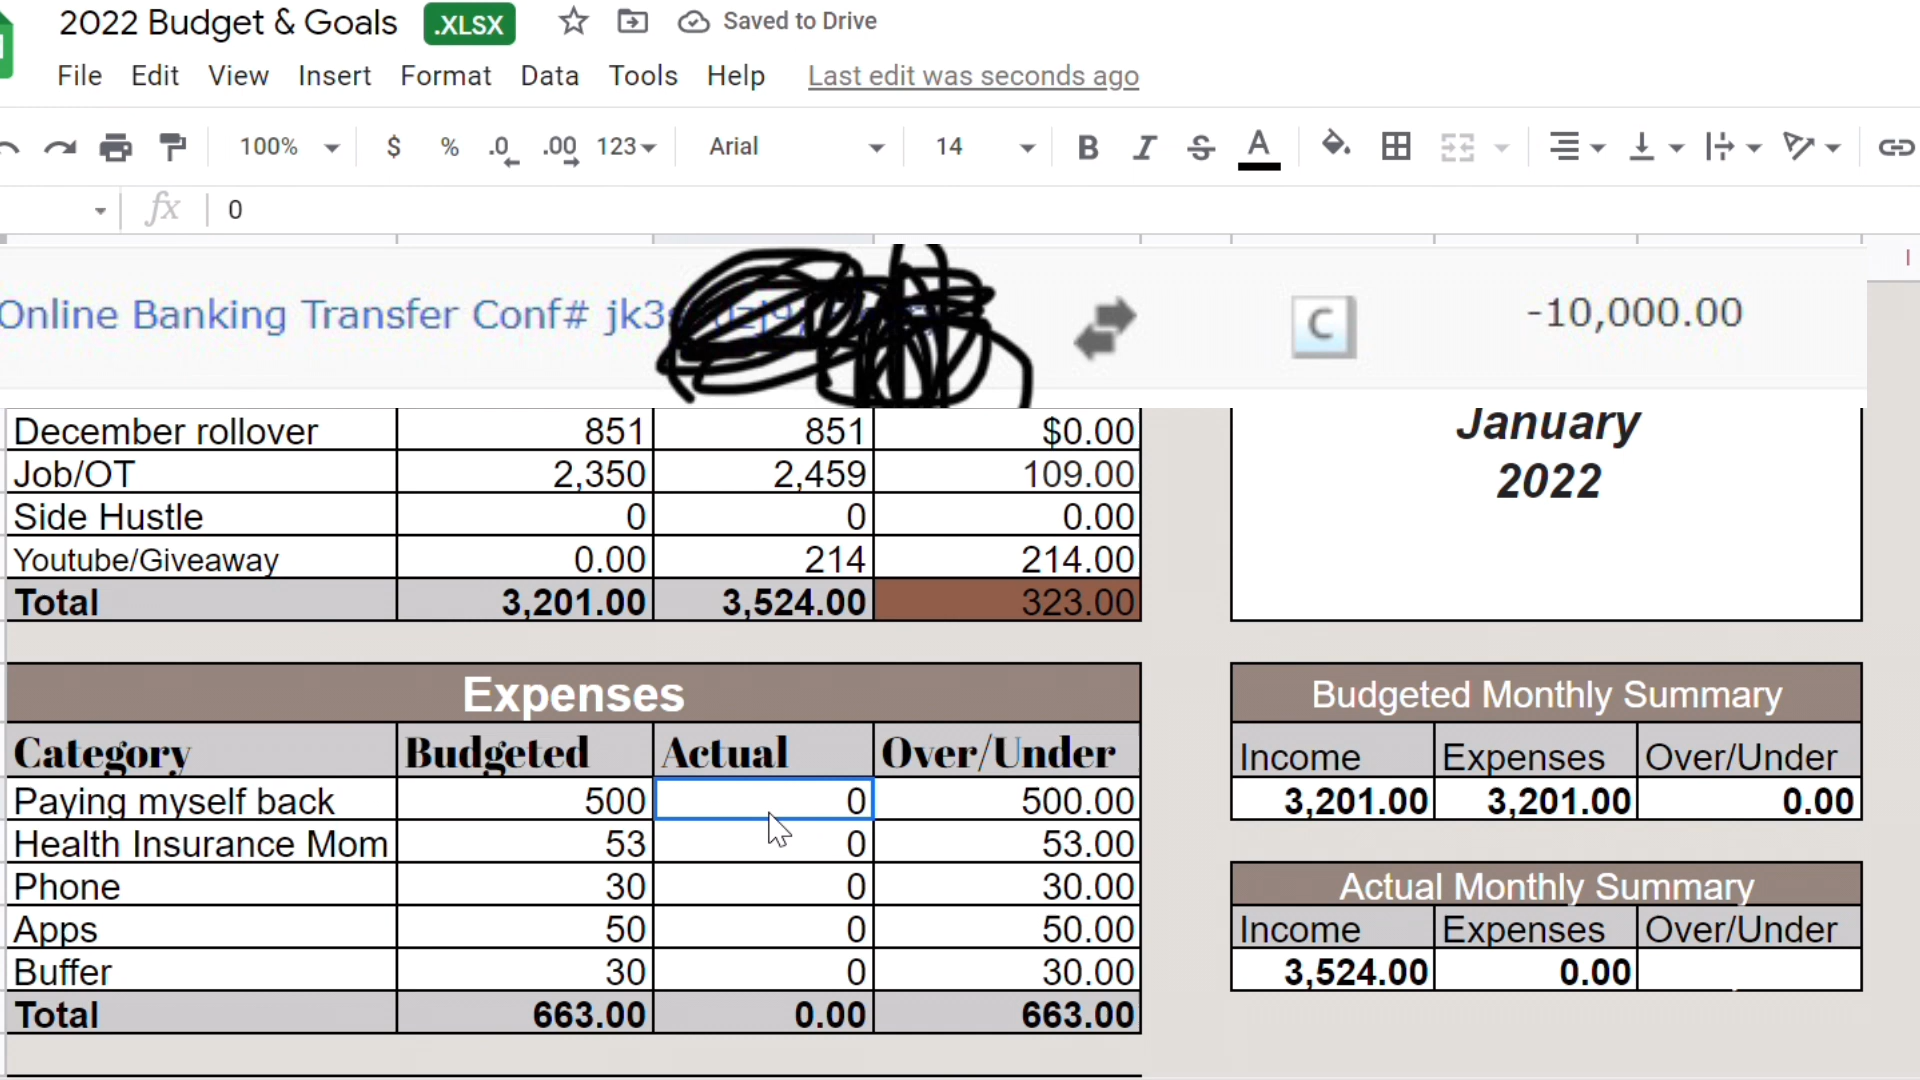 2022 Budget & Goals .XLSX Saved to Drive
File Edit View Insert Format Data Tools Help Last edit was seconds ago
100% $ % .0 .00 123 Arial 14 B I S A
fx 0
Online Banking Transfer Conf# -10,000.00
C
December rollover 851 851 $0.00
Job/OT 2,350 2,459 109.00
Side Hustle 0 0 0.00
Youtube/Giveaway 0.00 214 214.00
Total 3,201.00 3,524.00 323.00
January
2022
Expenses
Category Budgeted Actual Over/Under
Paying myself back 500 0 500.00
Health Insurance Mom 53 0 53.00
Phone 30 0 30.00
Apps 50 0 50.00
Buffer 30 0 30.00
Total 663.00 0.00 663.00
Budgeted Monthly Summary
Income Expenses Over/Under
3,201.00 3,201.00 0.00
Actual Monthly Summary
Income Expenses Over/Under
3,524.00 0.00